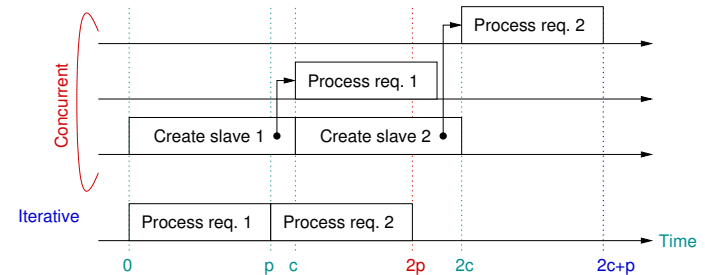 Process req. 2
Process req. 1
Concurrent
Create slave 1 Create slave 2
Iterative
Process req. 1 Process req. 2
Time
0 p c 2p 2c 2c+p